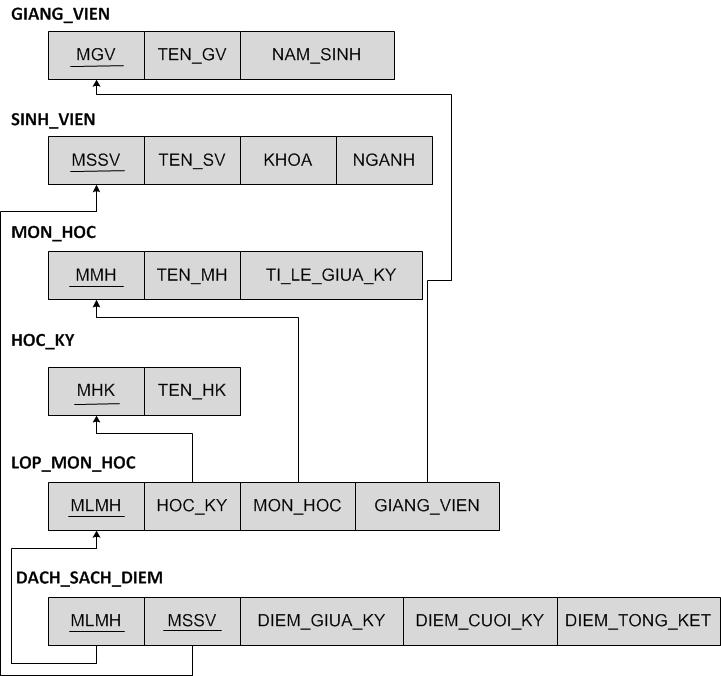 GIANG_VIEN
MGV TEN_GV NAM_SINH
SINH_VIEN
MSSV TEN_SV KHOA NGANH
MON_HOC
MMH TEN_MH TI_LE_GIUA_KY
HOC_KY
MHK TEN_HK
LOP_MON_HOC
MLMH HOC_KY MON_HOC GIANG_VIEN
DACH_SACH_DIEM
MLMH MSSV DIEM_GIUA_KY DIEM_CUOI_KY DIEM_TONG_KET